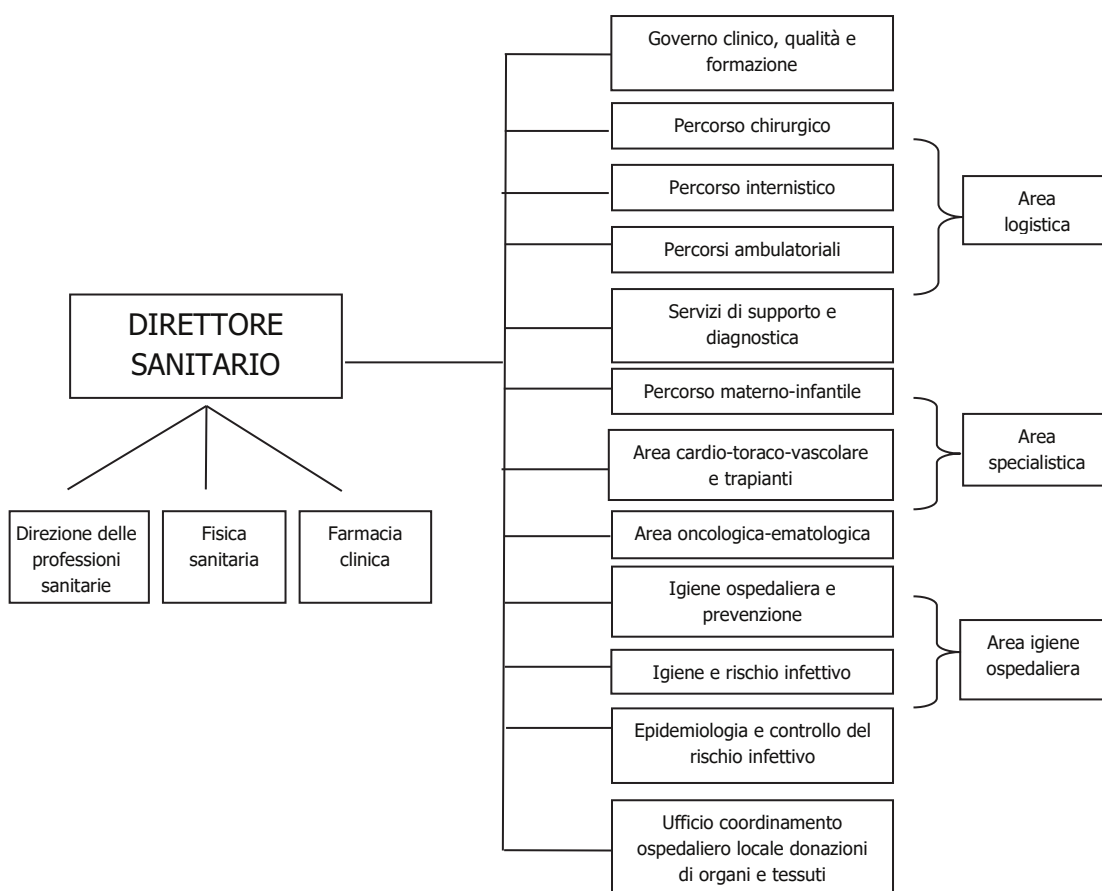 Governo clinico, qualità e
formazione
Percorso chirurgico
Percorso internistico
Percorsi ambulatoriali
Servizi di supporto e
diagnostica
Percorso materno-infantile
Area cardio-toraco-vascolare
e trapianti
Area oncologica-ematologica
Igiene ospedaliera e
prevenzione
Igiene e rischio infettivo
Epidemiologia e controllo del
rischio infettivo
Ufficio coordinamento
ospedaliero locale donazioni
di organi e tessuti
Area
logistica
Area
specialistica
Area igiene
ospedaliera
DIRETTORE
SANITARIO
Direzione delle
professioni
sanitarie
Fisica
sanitaria
Farmacia
clinica